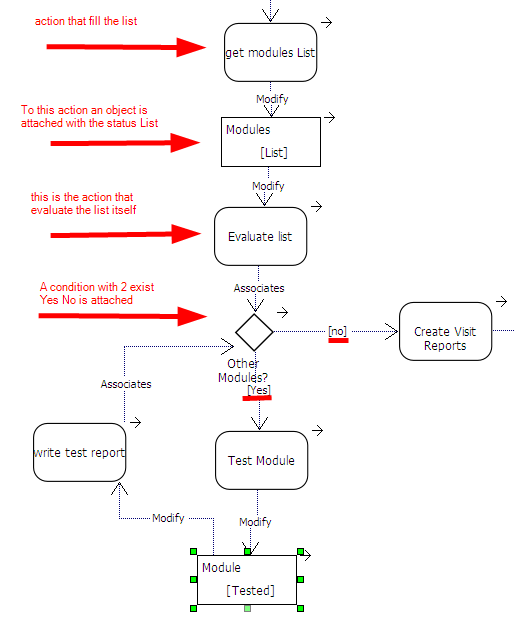 action that fill the list
get modules List
Modify
To this action an object is
attached with the status List
Modules
[List]
Modify
this is the action that
evaluate the list itself
Evaluate list
Associates
A condition with 2 exist
Yes No is attached
[no]
Create Visit
Reports
Other
Modules?
[Yes]
Associates
write test report
Test Module
Modify
Modify
Module
[Tested]